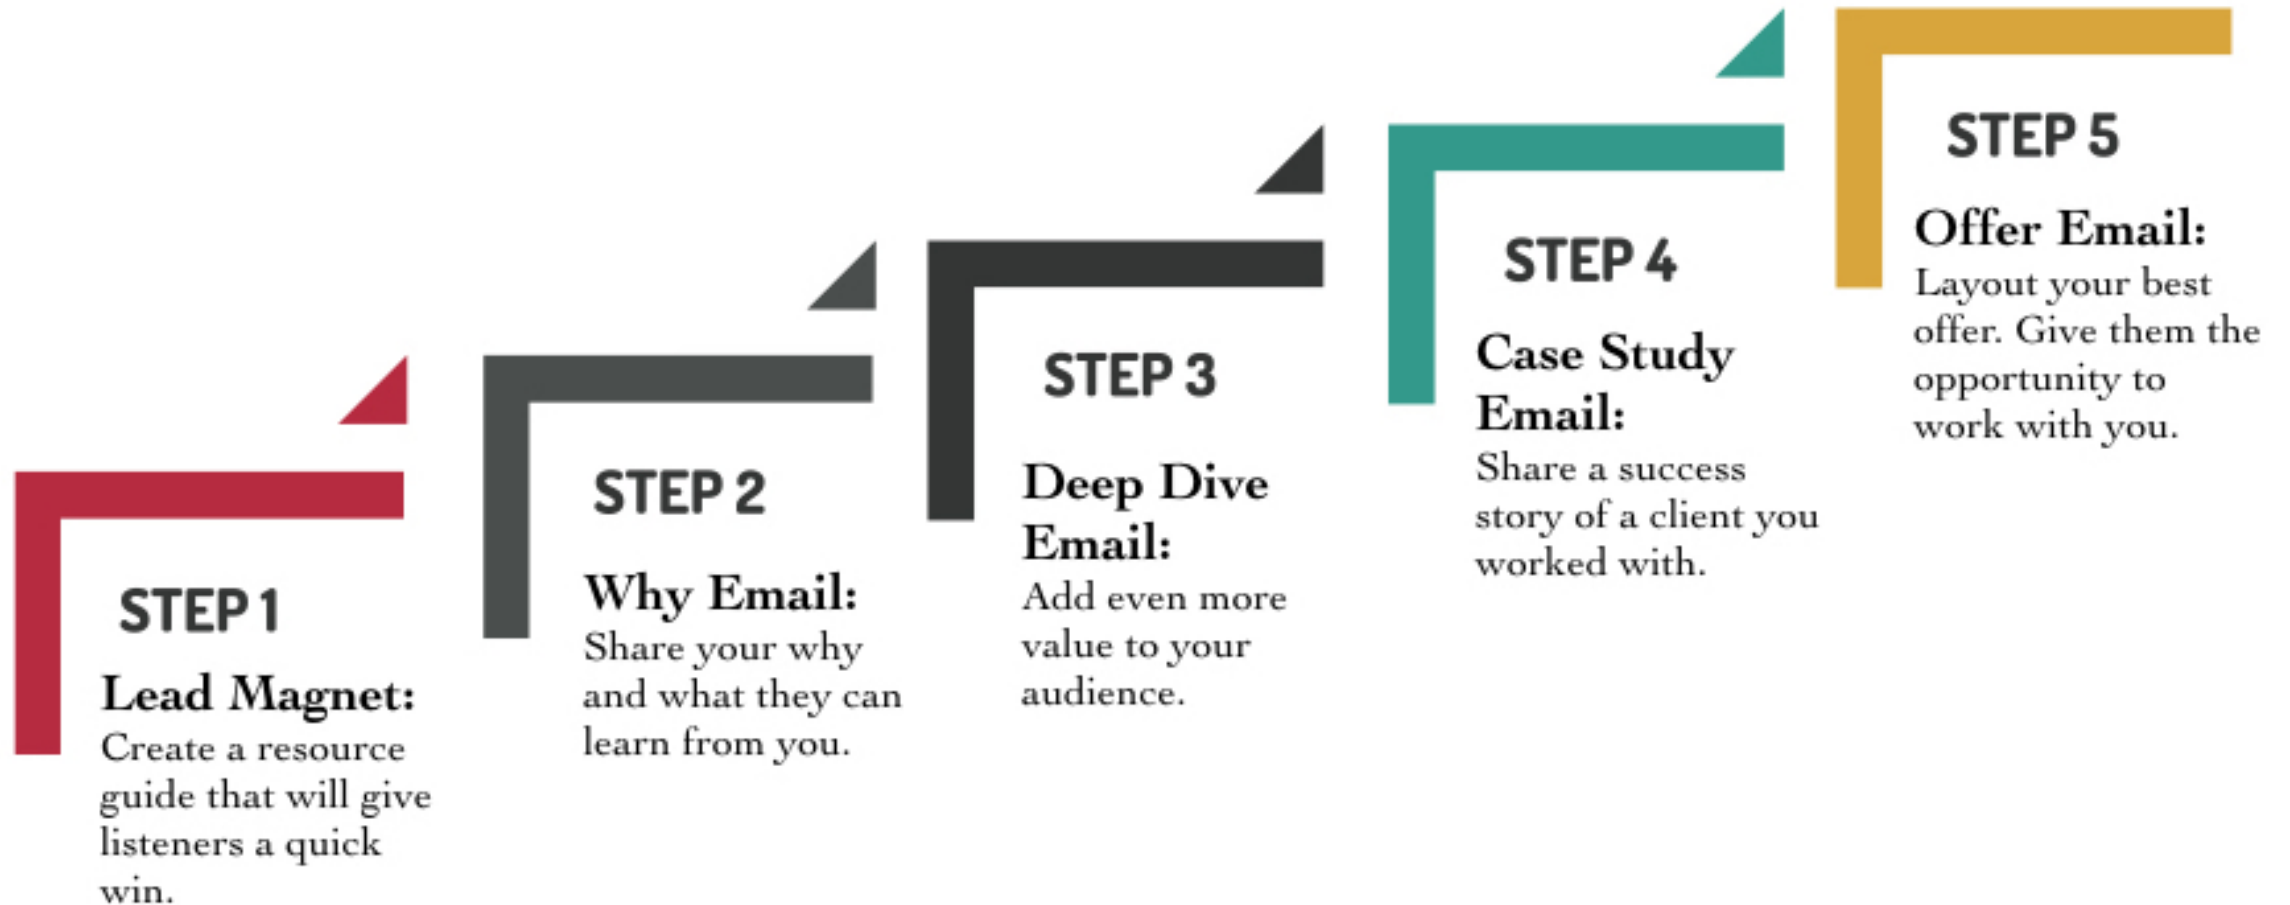 STEP 1
Lead Magnet:
Create a resource
guide that will give
listeners a quick
win.
STEP 2
Why Email:
Share your why
and what they can
learn from you.
STEP 3
Deep Dive
Email:
Add even more
value to your
audience.
STEP 4
Case Study
Email:
Share a success
story of a client you
worked with.
STEP 5
Offer Email:
Layout your best
offer. Give them the
opportunity to
work with you.